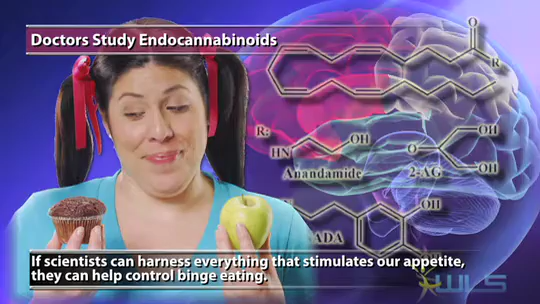 Doctors Study Endocannabinoids
O
R
R:
OH
HN
Anandamide
OH
O
OH
2-AG
OH
NADA
If scientists can harness everything that stimulates our appetite,
they can help control binge eating.
WLS